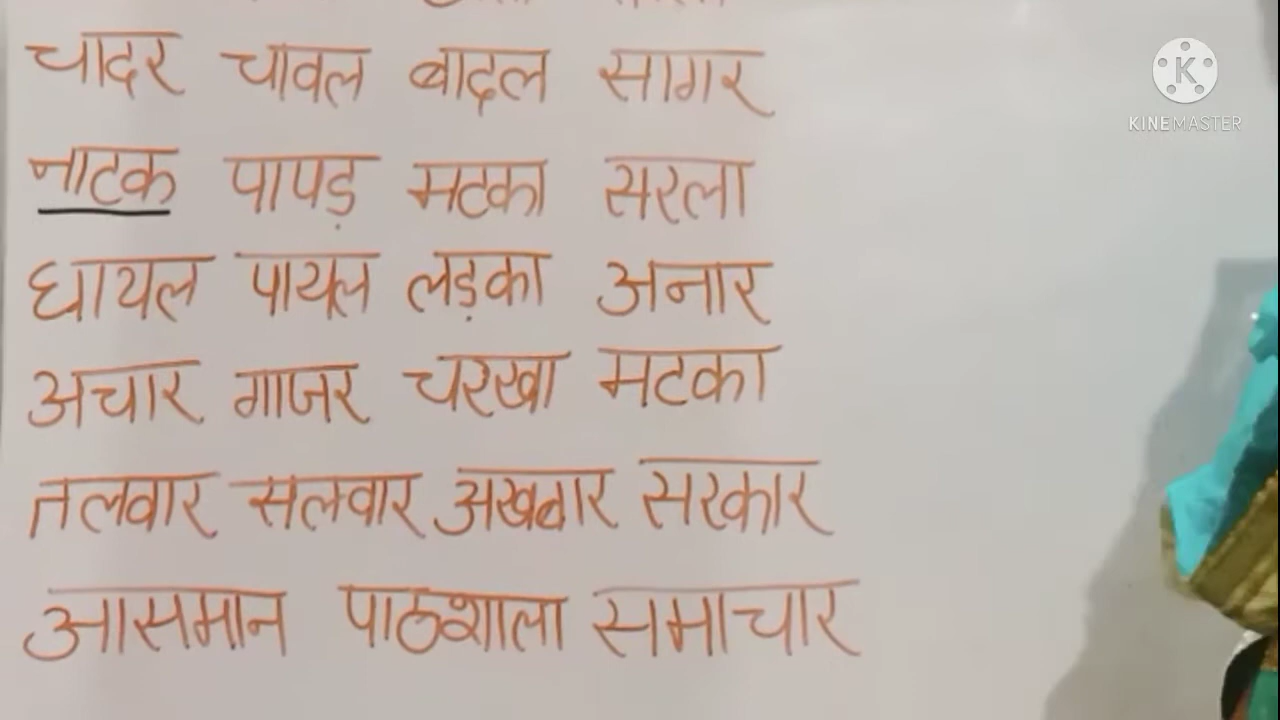 चादर चावल बादल सागर
नाटक पापड़ मटका सरला
घायल पायल लड़का अनार
अचार गाजर चरखा मटका
तलवार सलवार अखबार सरकार
आसमान पाठशाला समाचार
KINEMASTER